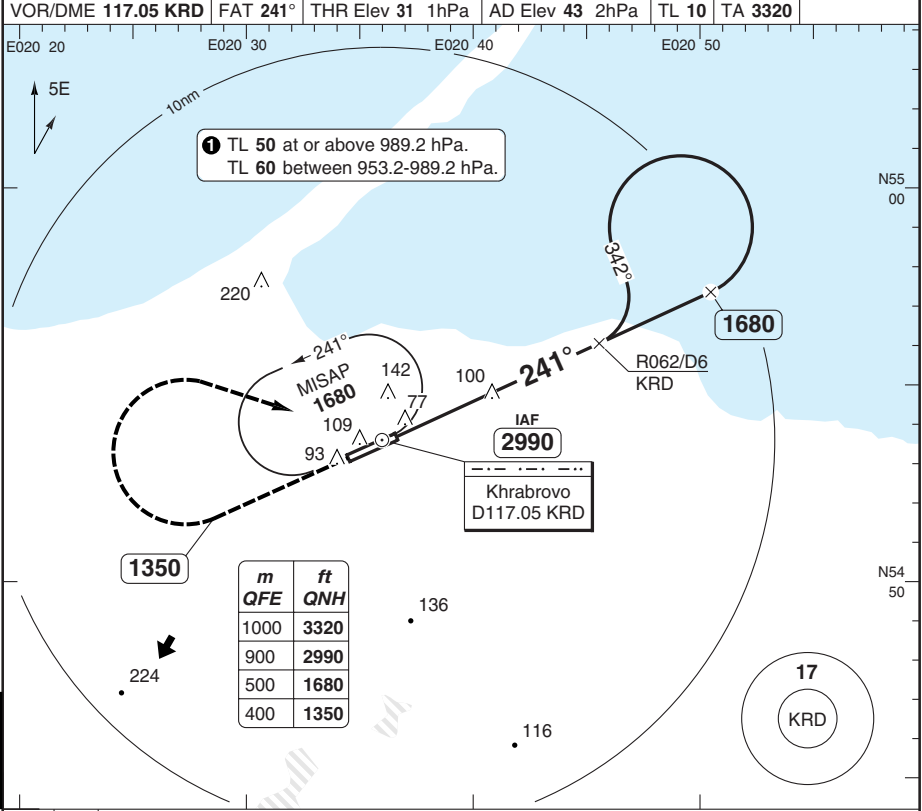 VOR/DME 117.05 KRD FAT 241° THR Elev 31 1hPa AD Elev 43 2hPa TL 10 TA 3320
E020 20 E020 30 E020 40 E020 50
5E
10nm
1 TL 50 at or above 989.2 hPa.
TL 60 between 953.2-989.2 hPa.
N55
00
342°
220
1680
241°
MISAP
1680
142
77
109
93
100
241°
R062/D6
KRD
IAF
2990
Khrabrovo
D117.05 KRD
1350
N54
50
m ft
QFE QNH
1000 3320
900 2990
500 1680
400 1350
136
224
116
17
KRD